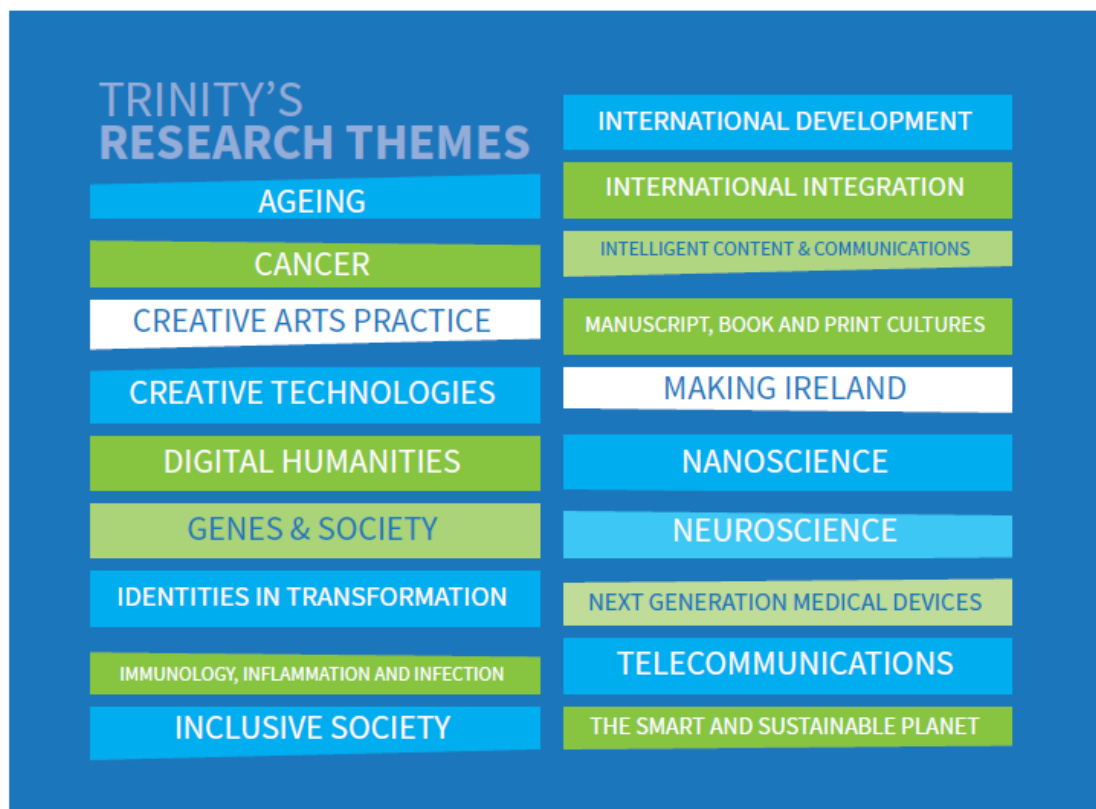 TRINITY'S
RESEARCH THEMES
AGEING
CANCER
CREATIVE ARTS PRACTICE
CREATIVE TECHNOLOGIES
DIGITAL HUMANITIES
GENES & SOCIETY
IDENTITIES IN TRANSFORMATION
IMMUNOLOGY, INFLAMMATION AND INFECTION
INCLUSIVE SOCIETY
INTERNATIONAL DEVELOPMENT
INTERNATIONAL INTEGRATION
INTELLIGENT CONTENT & COMMUNICATIONS
MANUSCRIPT, BOOK AND PRINT CULTURES
MAKING IRELAND
NANOSCIENCE
NEUROSCIENCE
NEXT GENERATION MEDICAL DEVICES
TELECOMMUNICATIONS
THE SMART AND SUSTAINABLE PLANET